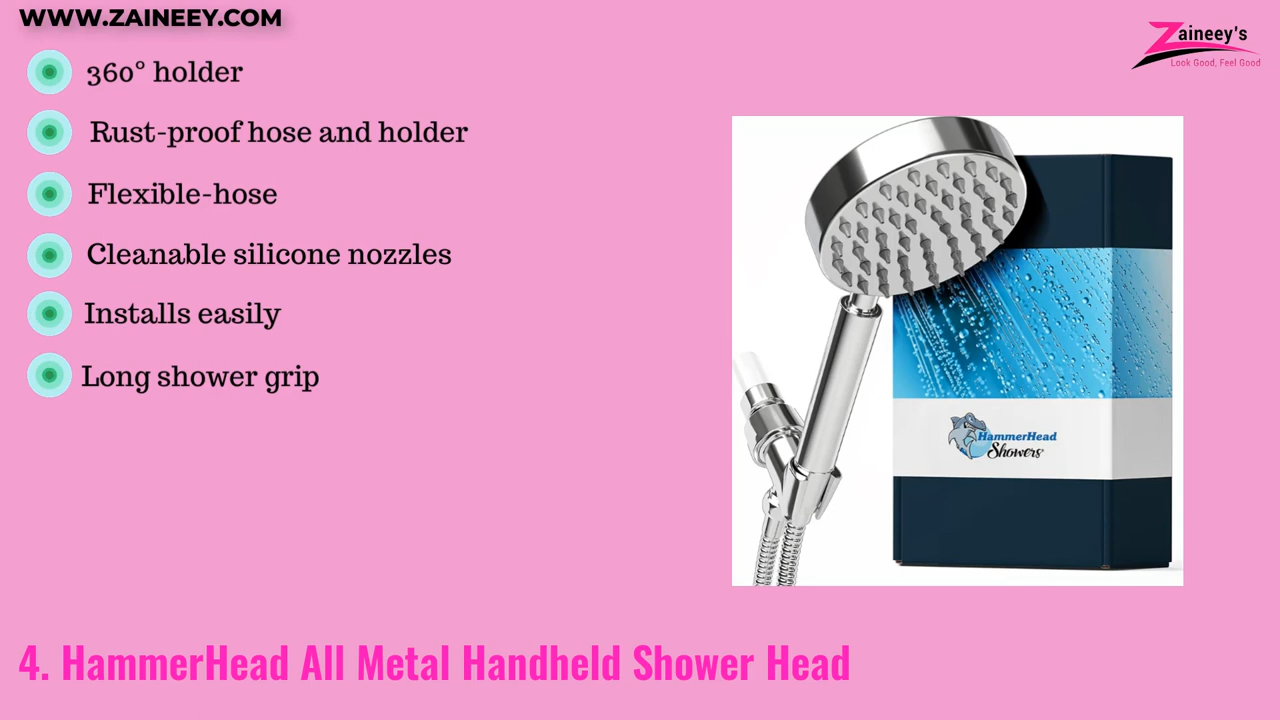 WWW.ZAINEEY.COM
Zaineey's
Look Good, Feel Good
360° holder
Rust-proof hose and holder
Flexible-hose
Cleanable silicone nozzles
Installs easily
Long shower grip
HammerHead
Showers
4. HammerHead All Metal Handheld Shower Head